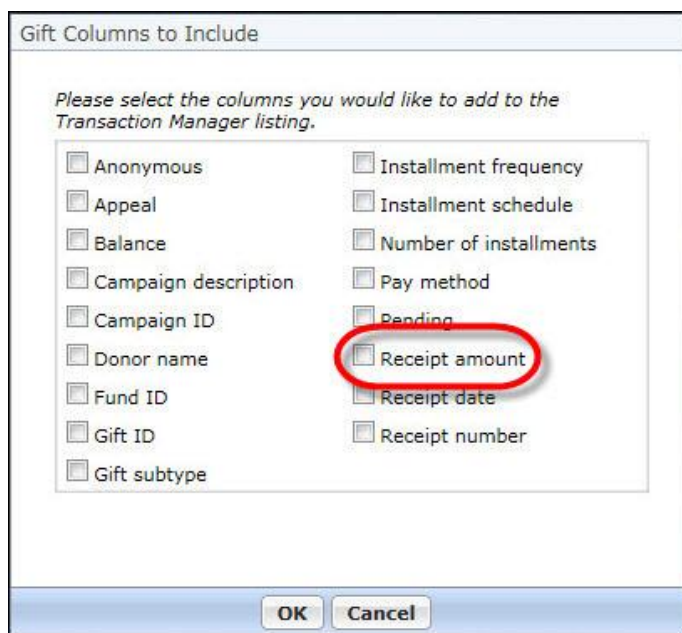 Gift Columns to Include
Please select the columns you would like to add to the
Transaction Manager listing.
Anonymous
Appeal
Balance
Campaign description
Campaign ID
Donor name
Fund ID
Gift ID
Gift subtype
Installment frequency
Installment schedule
Number of installments
Pay method
Pending
Receipt amount
Receipt date
Receipt number
OK
Cancel